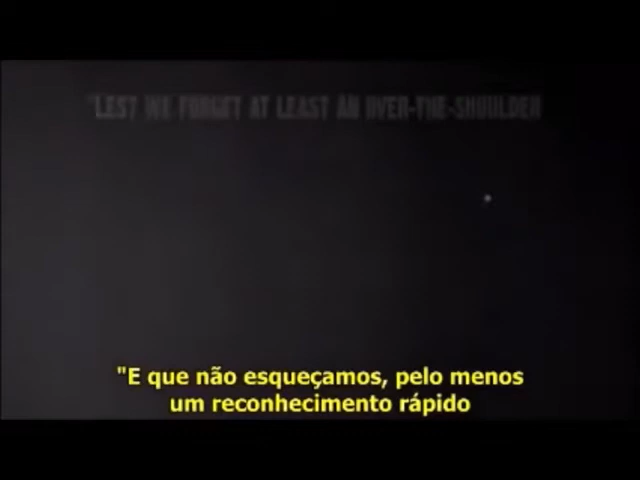 "LEST WE FORGET AT LEAST AN OVER-THE-SHOULDER
"E que não esqueçamos, pelo menos
um reconhecimento rápido